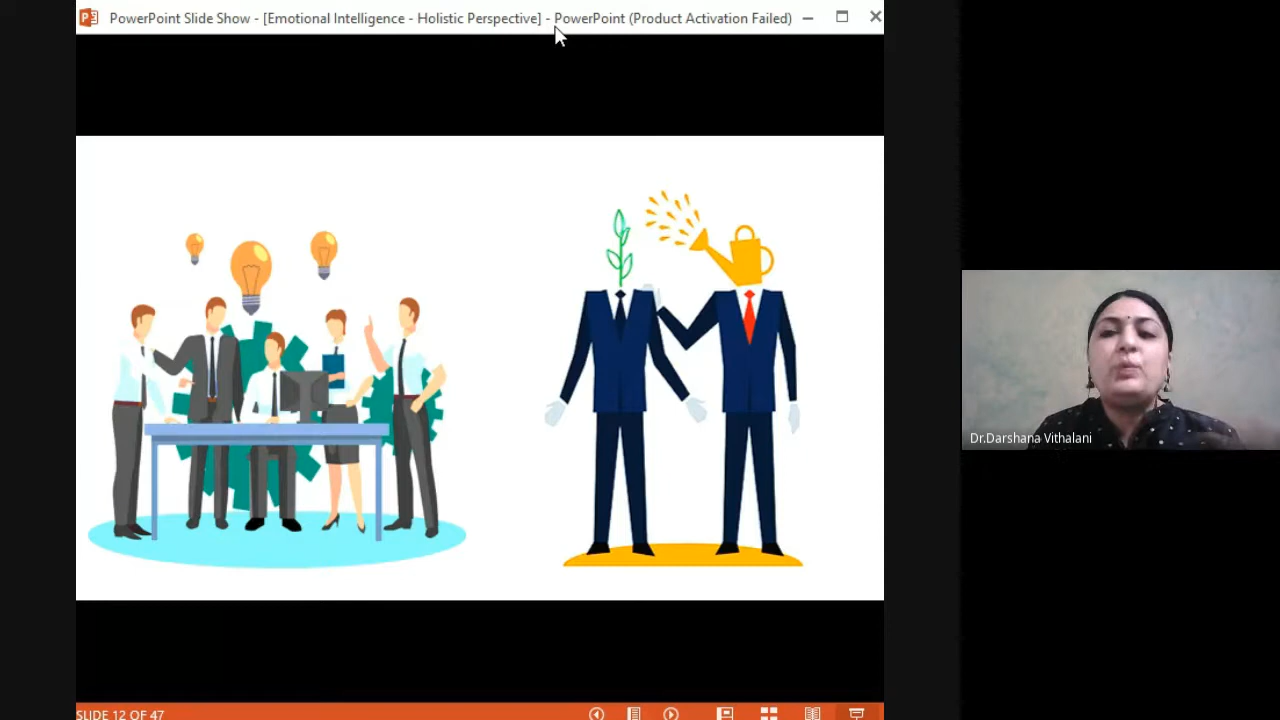 PowerPoint Slide Show - [Emotional Intelligence - Holistic Perspective] - PowerPoint (Product Activation Failed)
Dr.Darshana Vithalani
SLIDE 12 OF 47